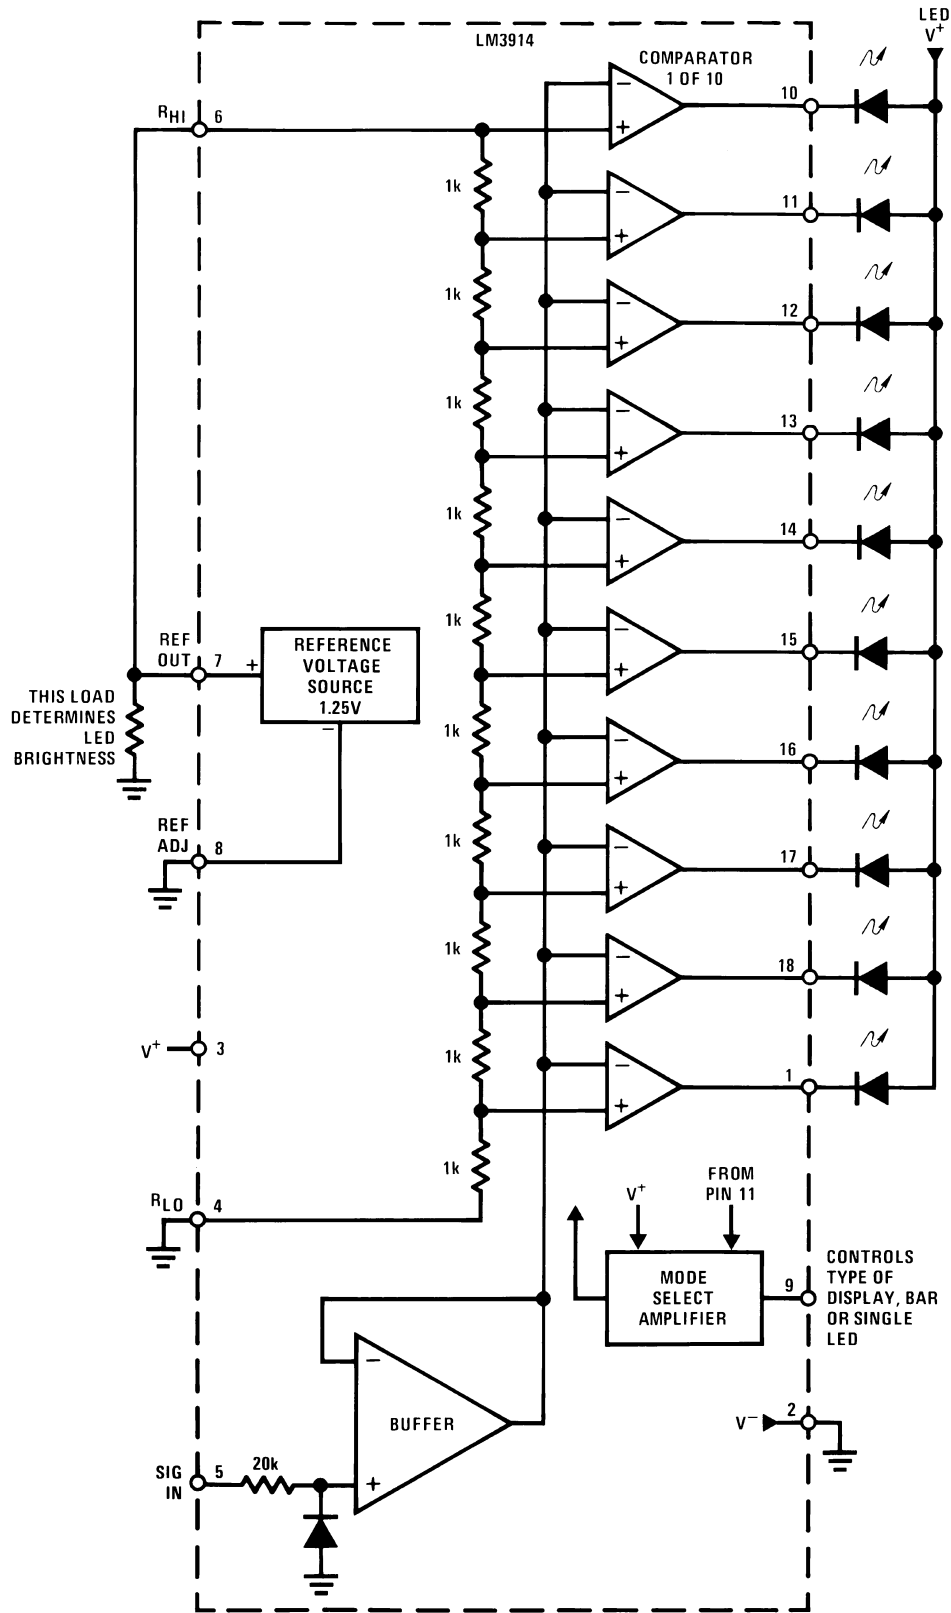 LM3914
LED
V+
COMPARATOR
1 OF 10
−
+
10
RHI
6
1k
−
+
11
1k
−
+
12
1k
−
+
13
1k
−
+
14
1k
−
+
15
REF
OUT
7
+
REFERENCE
VOLTAGE
SOURCE
1.25V
−
THIS LOAD
DETERMINES
LED
BRIGHTNESS
1k
−
+
16
REF
ADJ
8
1k
−
+
17
1k
−
+
18
V+
3
1k
−
+
1
1k
RLO
4
V+
FROM
PIN 11
MODE
SELECT
AMPLIFIER
9
CONTROLS
TYPE OF
DISPLAY, BAR
OR SINGLE
LED
−
BUFFER
+
V−
2
SIG
IN
5
20k